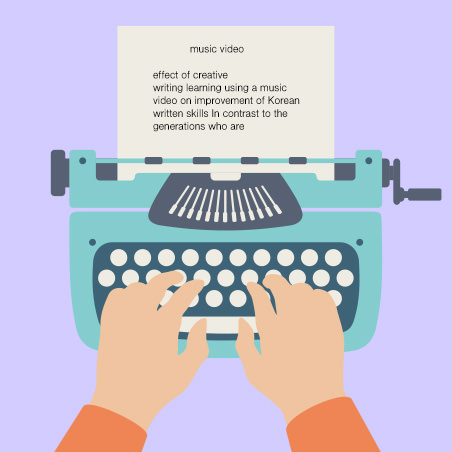 music video
effect of creative
writing learning using a music
video on improvement of Korean
written skills In contrast to the
generations who are